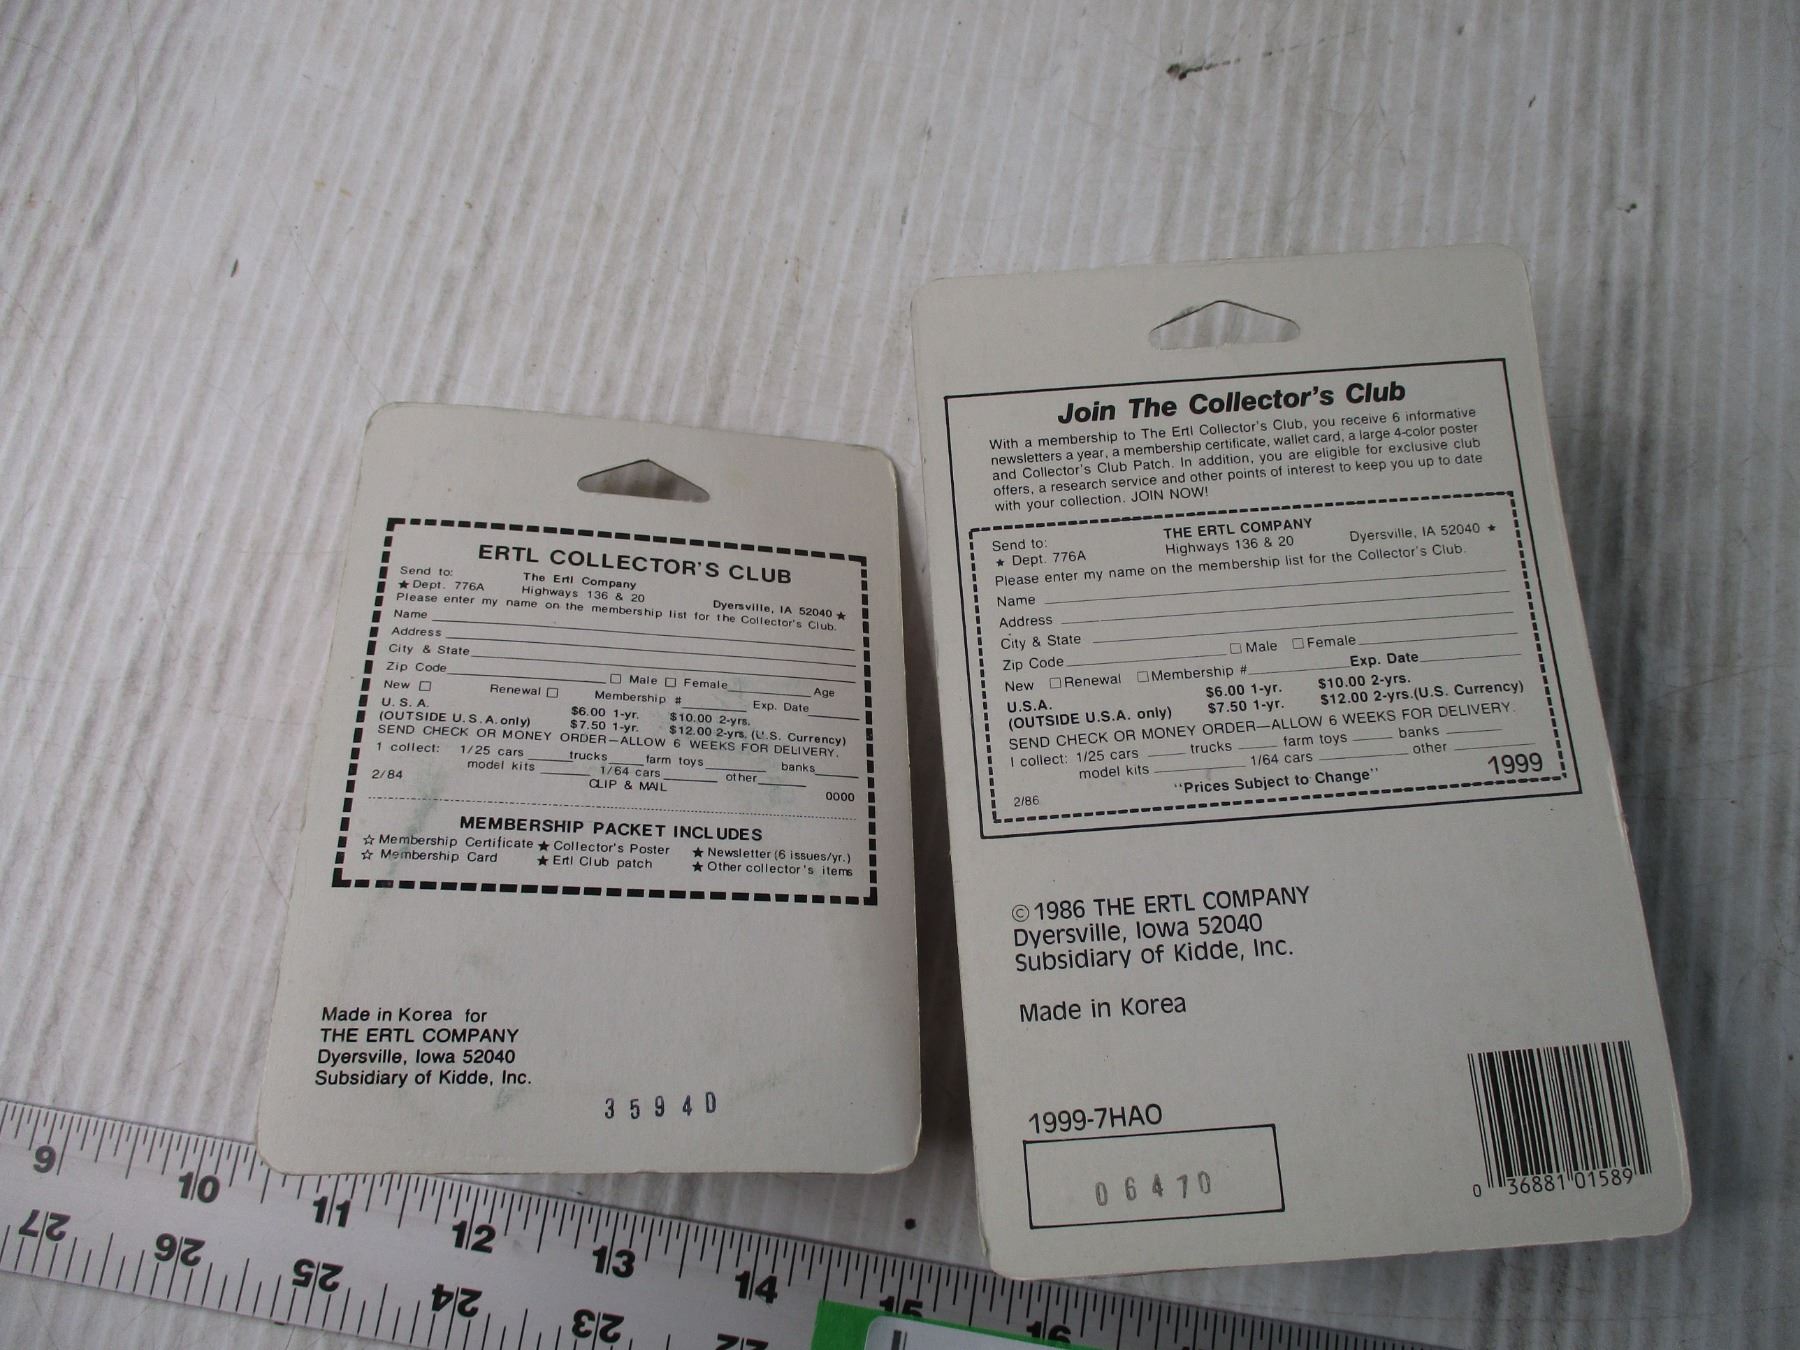 ERTL COLLECTOR'S CLUB
Send to: The Ertl Company
★ Dept. 776A Highways 136 & 20 Dyersville, IA 52040 ★
Please enter my name on the membership list for the Collector's Club.
Name
Address
City & State
Zip Code □ Male □ Female Age
New □ Renewal □ Membership # Exp. Date
U.S.A. $6.00 1-yr. $10.00 2-yrs.
(OUTSIDE U.S.A. only) $7.50 1-yr. $12.00 2-yrs. (U.S. Currency)
SEND CHECK OR MONEY ORDER—ALLOW 6 WEEKS FOR DELIVERY.
I collect: 1/25 cars trucks farm toys banks
model kits 1/64 cars other
2/84 CLIP & MAIL 0000
MEMBERSHIP PACKET INCLUDES
☆ Membership Certificate ★ Collector's Poster ★ Newsletter (6 issues/yr.)
☆ Membership Card ★ Ertl Club patch ★ Other collector's items
Made in Korea for
THE ERTL COMPANY
Dyersville, Iowa 52040
Subsidiary of Kidde, Inc.
3594D
Join The Collector's Club
With a membership to The Ertl Collector's Club, you receive 6 informative
newsletters a year, a membership certificate, wallet card, a large 4-color poster
and Collector's Club Patch. In addition, you are eligible for exclusive club
offers, a research service and other points of interest to keep you up to date
with your collection. JOIN NOW!
Send to: THE ERTL COMPANY
★ Dept. 776A Highways 136 & 20 Dyersville, IA 52040 ★
Please enter my name on the membership list for the Collector's Club.
Name
Address
City & State
Zip Code □ Male □ Female
New □ Renewal □ Membership # Exp. Date
U.S.A. $6.00 1-yr. $10.00 2-yrs.
(OUTSIDE U.S.A. only) $7.50 1-yr. $12.00 2-yrs. (U.S. Currency)
SEND CHECK OR MONEY ORDER—ALLOW 6 WEEKS FOR DELIVERY.
I collect: 1/25 cars trucks farm toys banks
model kits 1/64 cars other
2/86 "Prices Subject to Change" 1999
© 1986 THE ERTL COMPANY
Dyersville, Iowa 52040
Subsidiary of Kidde, Inc.
Made in Korea
1999-7HAO
06470
0 36881 01589
9 10 11 12 13 14 15 16
27 26 25 24 23 22